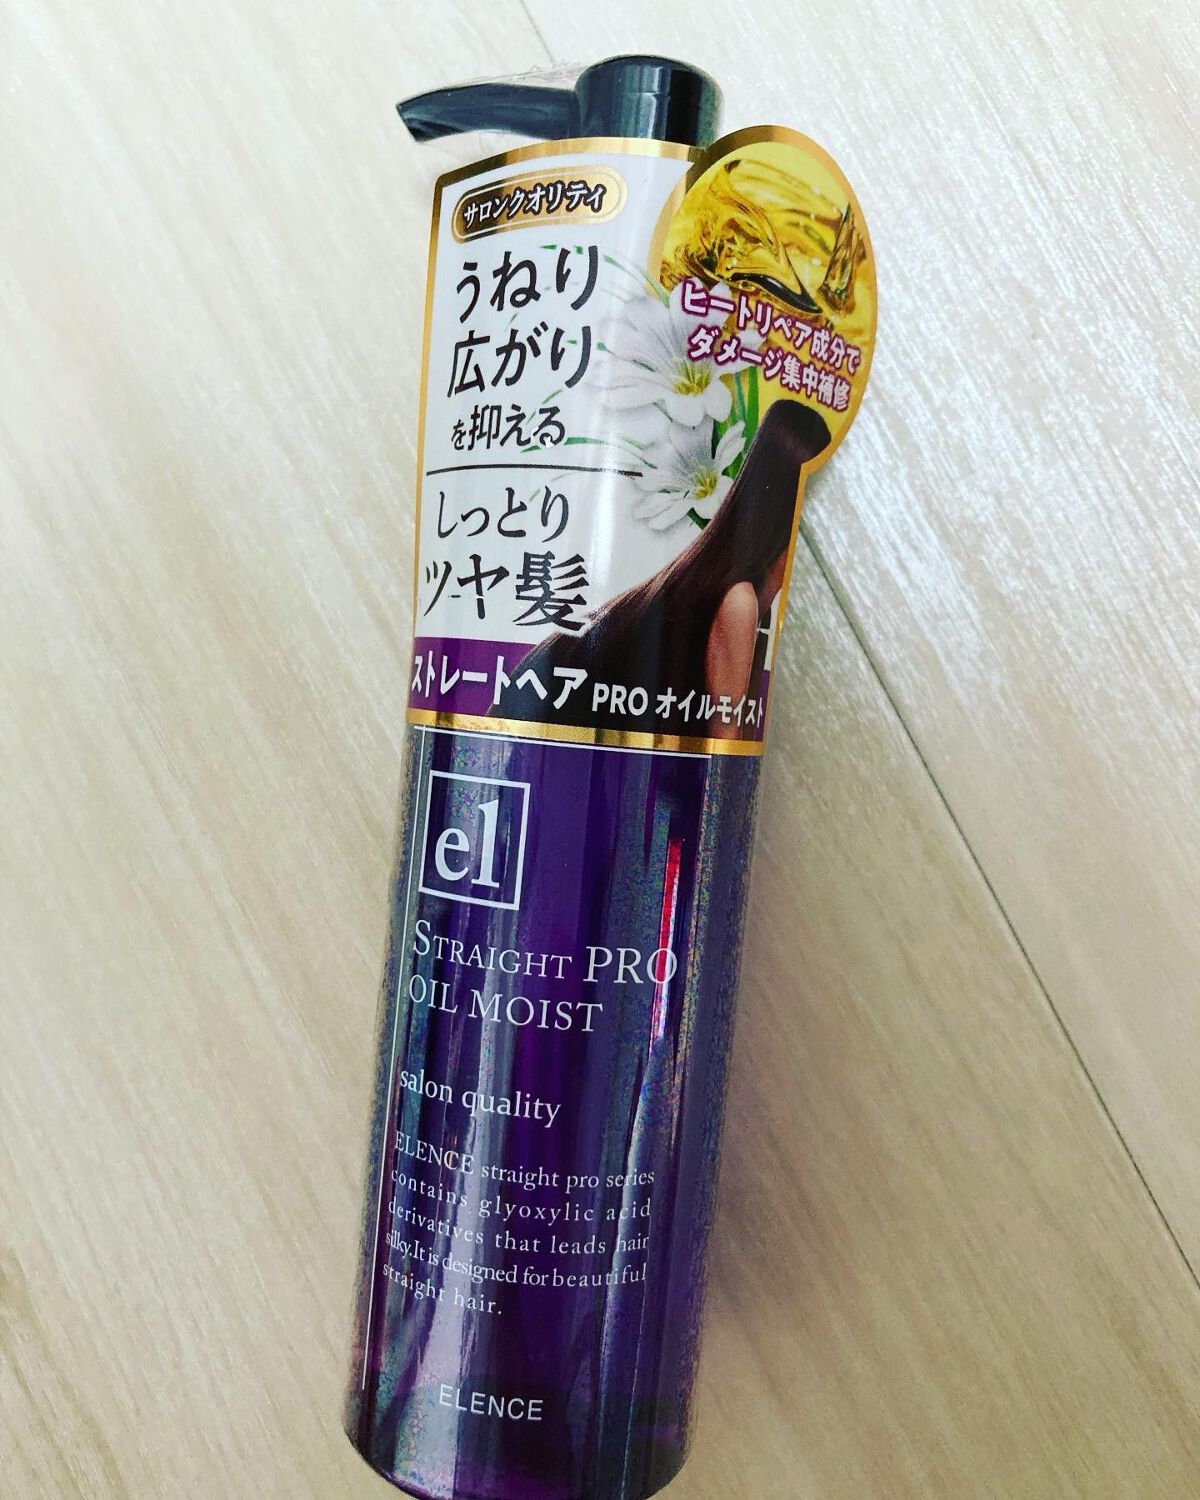 サロンクオリティ
うねり
広がり
を抑える
ヒートリペア成分で
ダメージ集中補修
しっとり
ツヤ髪
ストレートヘア PRO オイルモイスト
el
STRAIGHT PRO
OIL MOIST
salon quality
ELENCE straight pro series
contains glyoxylic acid
derivatives that leads hair
silky.It is designed for beautiful
straight hair.
ELENCE